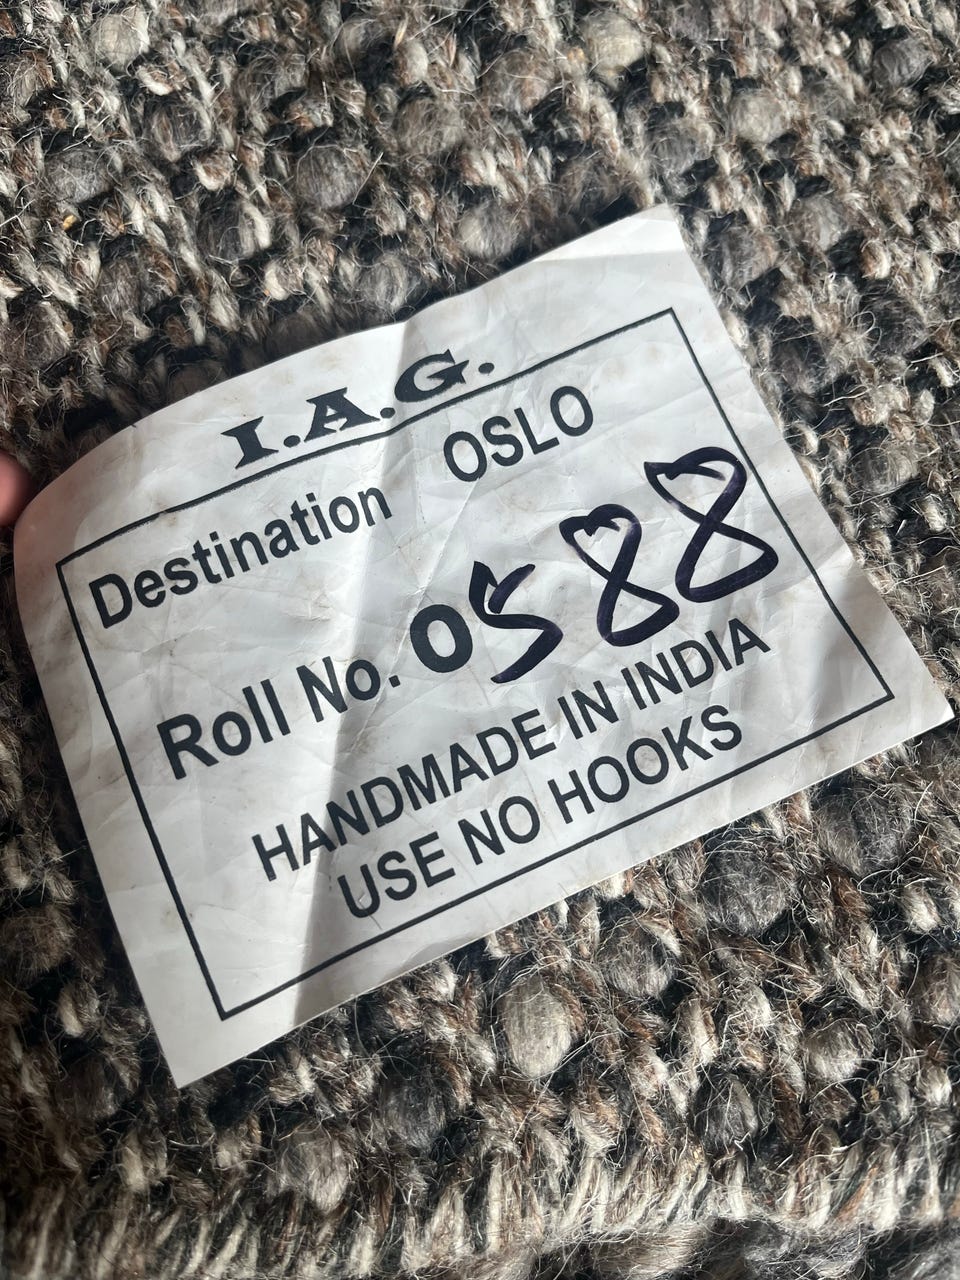 I.A.G.
Destination OSLO
Roll No. 0588
HANDMADE IN INDIA
USE NO HOOKS